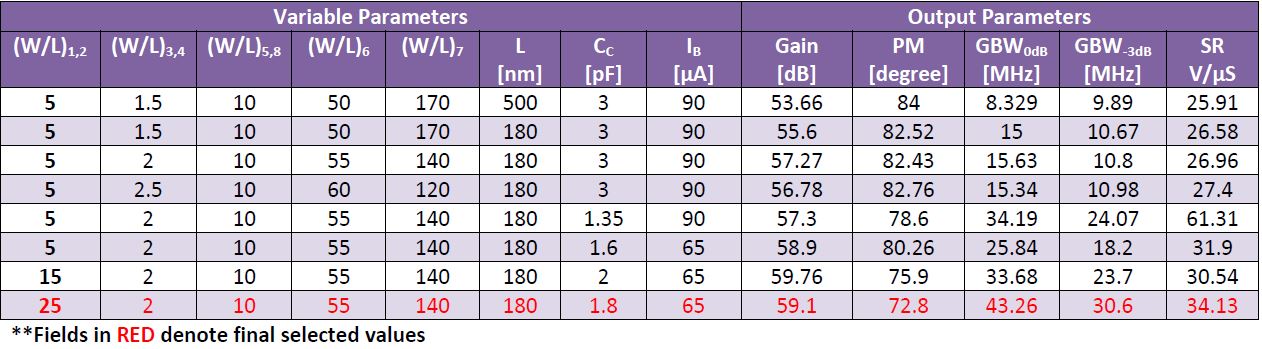 Variable Parameters Output Parameters
(W/L)1,2 (W/L)3,4 (W/L)5,8 (W/L)6 (W/L)7 L [nm] CC [pF] IB [µA] Gain [dB] PM [degree] GBW0dB [MHz] GBW-3dB [MHz] SR V/µS
5 1.5 10 50 170 500 3 90 53.66 84 8.329 9.89 25.91
5 1.5 10 50 170 180 3 90 55.6 82.52 15 10.67 26.58
5 2 10 55 140 180 3 90 57.27 82.43 15.63 10.8 26.96
5 2.5 10 60 120 180 3 90 56.78 82.76 15.34 10.98 27.4
5 2 10 55 140 180 1.35 90 57.3 78.6 34.19 24.07 61.31
5 2 10 55 140 180 1.6 65 58.9 80.26 25.84 18.2 31.9
15 2 10 55 140 180 2 65 59.76 75.9 33.68 23.7 30.54
25 2 10 55 140 180 1.8 65 59.1 72.8 43.26 30.6 34.13
**Fields in RED denote final selected values